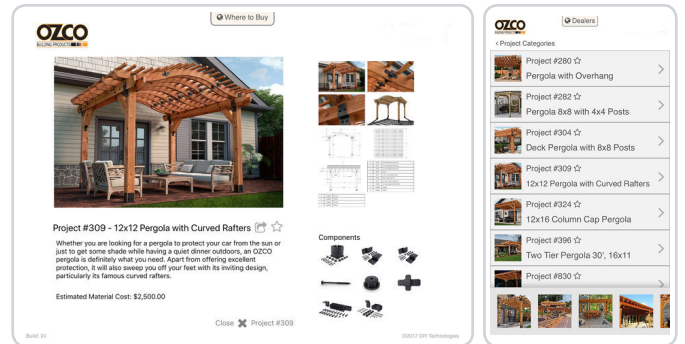 Where to Buy
OZCO
BUILDING PRODUCTS
Project #309 - 12x12 Pergola with Curved Rafters
Whether you are looking for a pergola to protect your car from the sun or
just to get some shade while having a quiet dinner outdoors, an OZCO
pergola is definitely what you need. Apart from offering excellent
protection, it will also sweep you off your feet with its inviting design,
particularly its famous curved rafters.
Estimated Material Cost: $2,500.00
Components
Close Project #309
Build: 24
©2017 DIY Technologies
Dealers
OZCO
Project Categories
Project #280
Pergola with Overhang
Project #282
Pergola 8x8 with 4x4 Posts
Project #304
Deck Pergola with 8x8 Posts
Project #309
12x12 Pergola with Curved Rafters
Project #324
12x16 Column Cap Pergola
Project #396
Two Tier Pergola 30', 16x11
Project #830